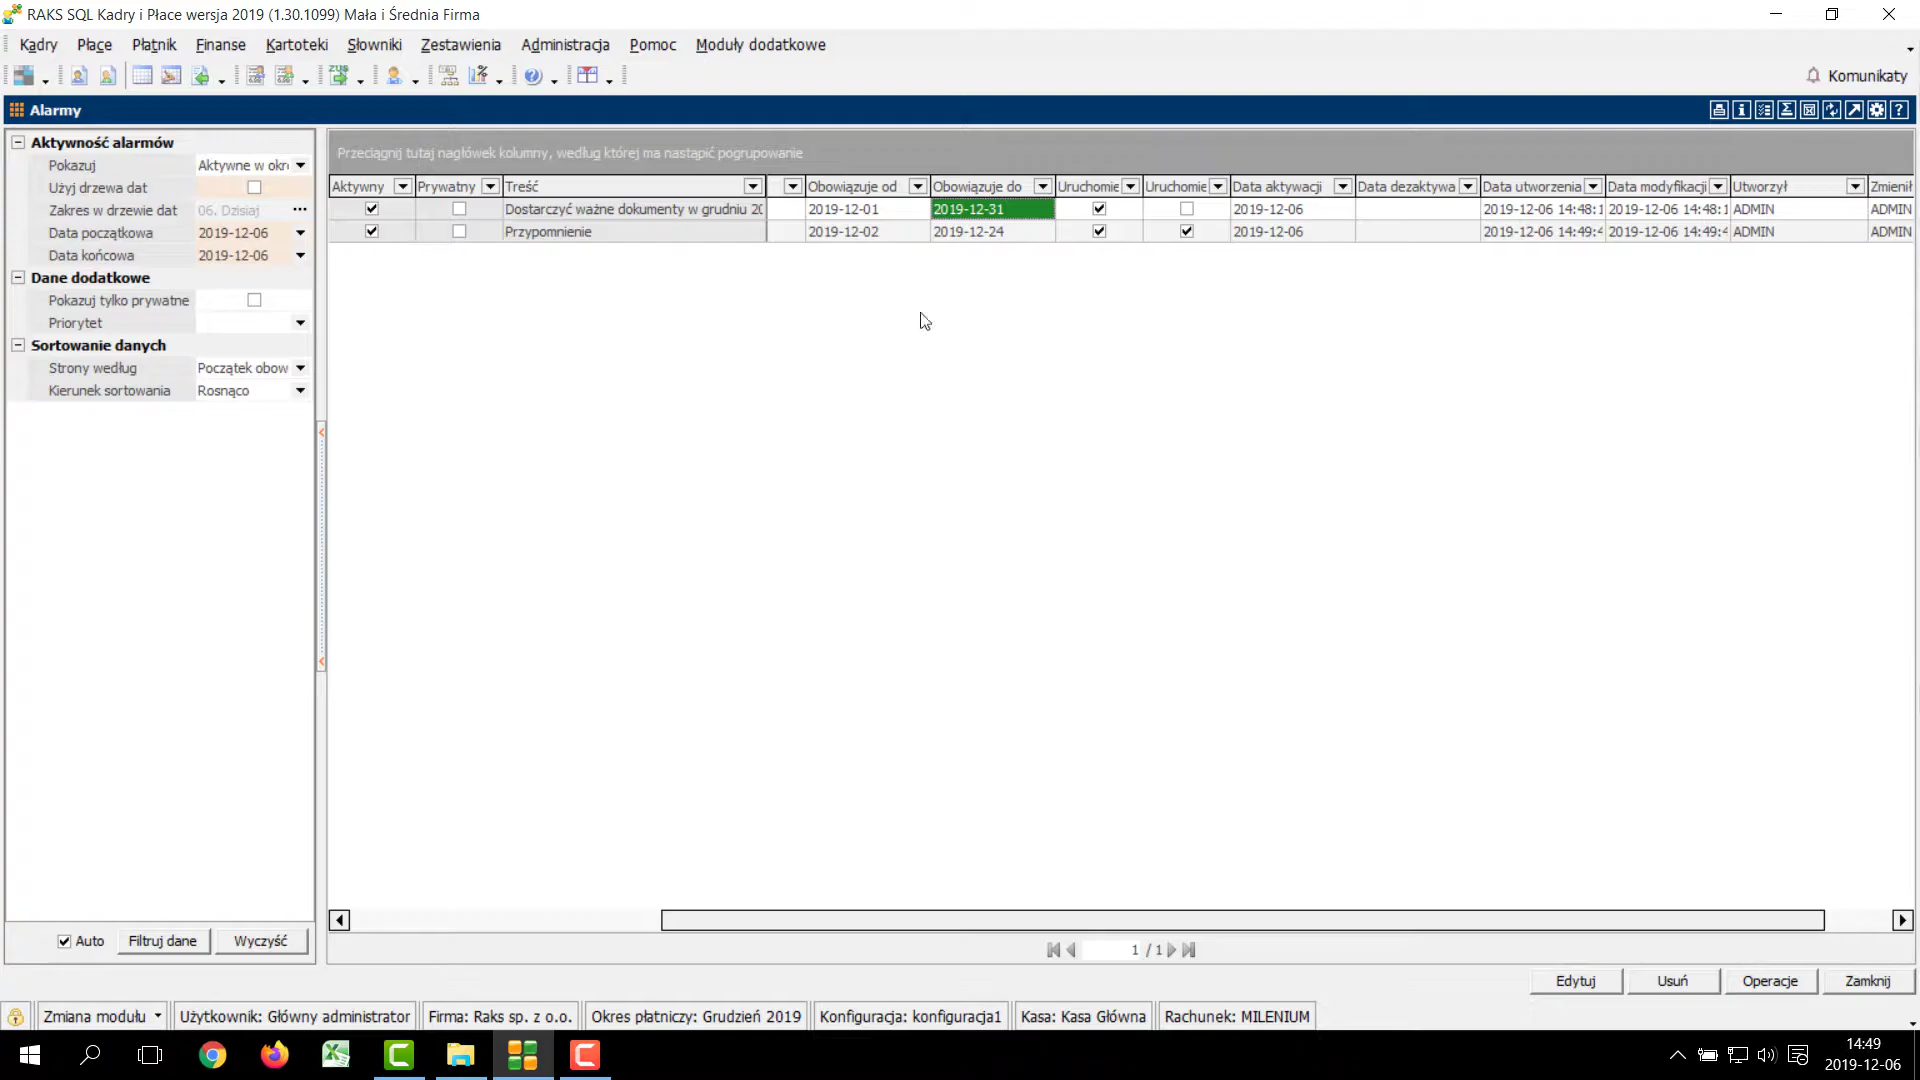 RAKS SQL Kadry i Płace wersja 2019 (1.30.1099) Mała i Średnia Firma
Kadry Płace Płatnik Finanse Kartoteki Słowniki Zestawienia Administracja Pomoc Moduły dodatkowe
Komunikaty
Alarmy
Aktywność alarmów
Pokazuj Aktywne w okr
Użyj drzewa dat
Zakres w drzewie dat 06. Dzisiaj ...
Data początkowa 2019-12-06
Data końcowa 2019-12-06
Dane dodatkowe
Pokazuj tylko prywatne
Priorytet
Sortowanie danych
Strony według Początek obow
Kierunek sortowania Rosnąco
Auto Filtruj dane Wyczyść
Przeciągnij tutaj nagłówek kolumny, według której ma nastąpić pogrupowanie
Aktywny Prywatny Treść Obowiązuje od Obowiązuje do Uruchomie Uruchomie Data aktywacji Data dezaktywa Data utworzenia Data modyfikacji Utworzył Zmienił
Dostarczyć ważne dokumenty w grudniu 20 2019-12-01 2019-12-31 2019-12-06 2019-12-06 14:48:1 2019-12-06 14:48:1 ADMIN ADMIN
Przypomnienie 2019-12-02 2019-12-24 2019-12-06 2019-12-06 14:49:4 2019-12-06 14:49:4 ADMIN ADMIN
1 / 1
Edytuj Usuń Operacje Zamknij
Zmiana modułu Użytkownik: Główny administrator Firma: Raks sp. z o.o. Okres płatniczy: Grudzień 2019 Konfiguracja: konfiguracja1 Kasa: Kasa Główna Rachunek: MILENIUM
14:49
2019-12-06